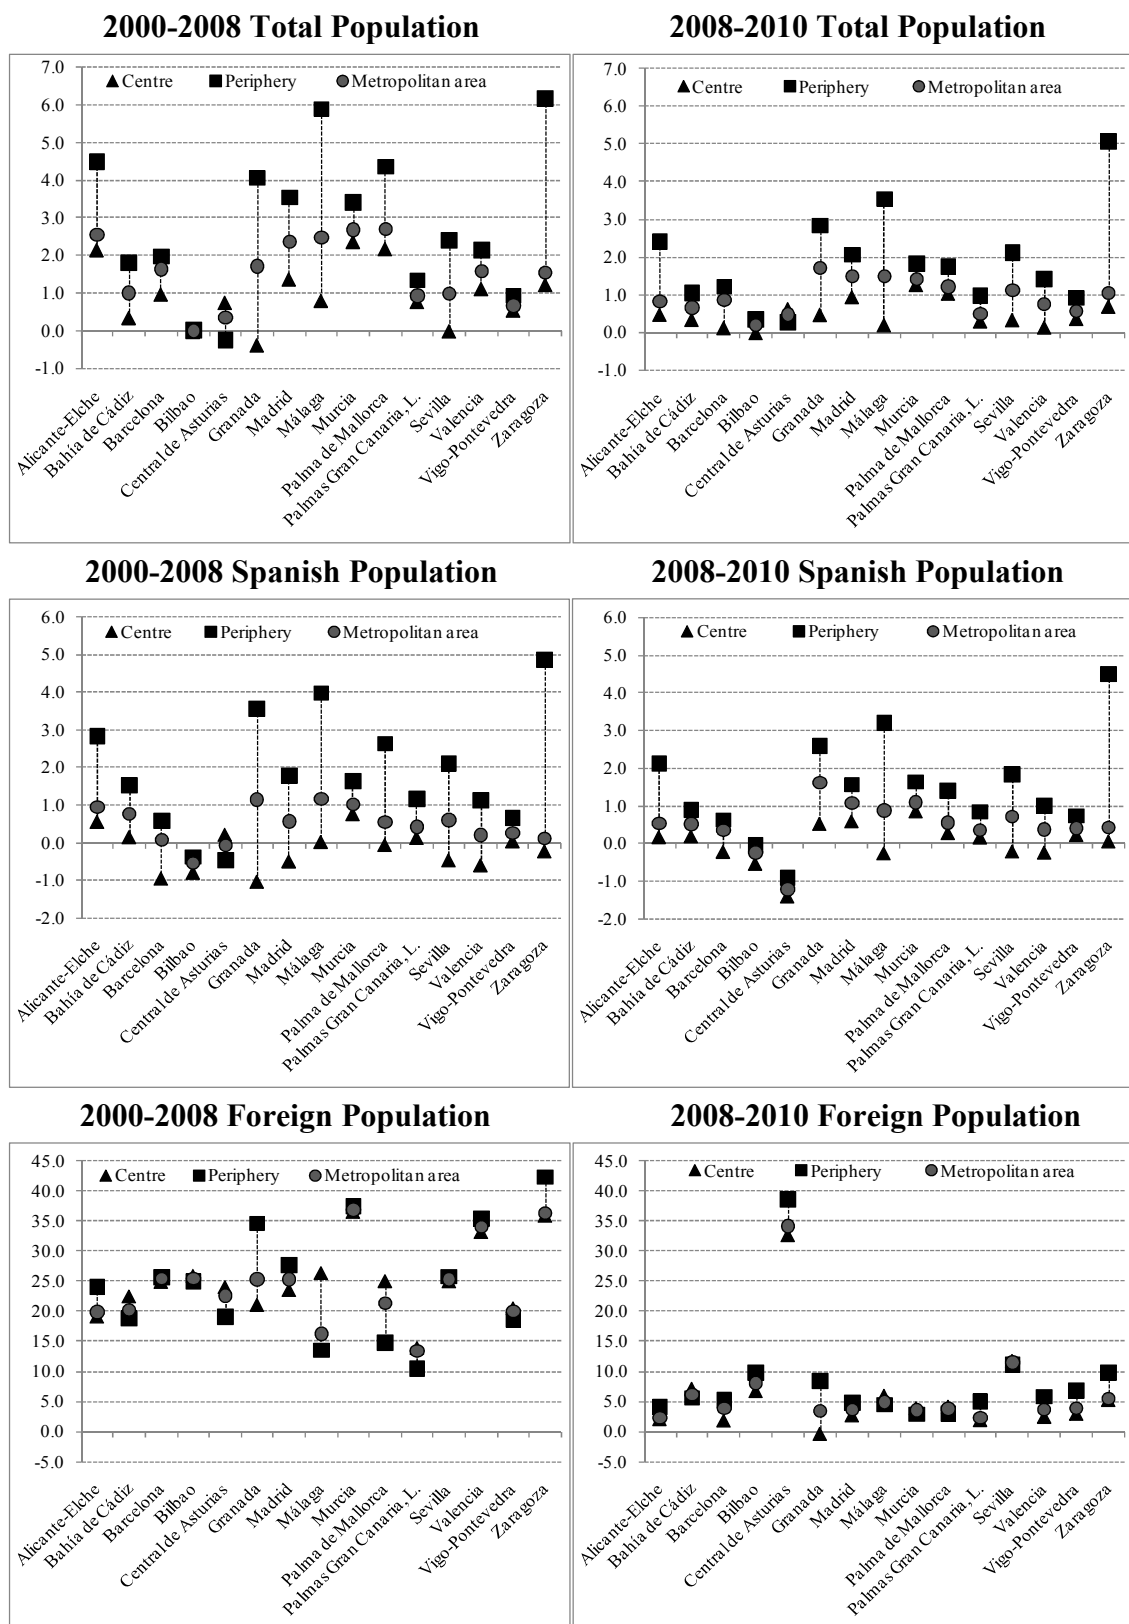 2000-2008 Total Population
Centre Periphery Metropolitan area
7.0
6.0
5.0
4.0
3.0
2.0
1.0
0.0
-1.0
Alicante-Elche
Bahía de Cádiz
Barcelona
Bilbao
Central de Asturias
Granada
Madrid
Málaga
Murcia
Palma de Mallorca
Palmas Gran Canaria, L.
Sevilla
Valencia
Vigo-Pontevedra
Zaragoza
2008-2010 Total Population
Centre Periphery Metropolitan area
7.0
6.0
5.0
4.0
3.0
2.0
1.0
0.0
-1.0
Alicante-Elche
Bahía de Cádiz
Barcelona
Bilbao
Central de Asturias
Granada
Madrid
Málaga
Murcia
Palma de Mallorca
Palmas Gran Canaria, L.
Sevilla
Valencia
Vigo-Pontevedra
Zaragoza
2000-2008 Spanish Population
Centre Periphery Metropolitan area
6.0
5.0
4.0
3.0
2.0
1.0
0.0
-1.0
-2.0
Alicante-Elche
Bahía de Cádiz
Barcelona
Bilbao
Central de Asturias
Granada
Madrid
Málaga
Murcia
Palma de Mallorca
Palmas Gran Canaria, L.
Sevilla
Valencia
Vigo-Pontevedra
Zaragoza
2008-2010 Spanish Population
Centre Periphery Metropolitan area
6.0
5.0
4.0
3.0
2.0
1.0
0.0
-1.0
-2.0
Alicante-Elche
Bahía de Cádiz
Barcelona
Bilbao
Central de Asturias
Granada
Madrid
Málaga
Murcia
Palma de Mallorca
Palmas Gran Canaria, L.
Sevilla
Valencia
Vigo-Pontevedra
Zaragoza
2000-2008 Foreign Population
Centre Periphery Metropolitan area
45.0
40.0
35.0
30.0
25.0
20.0
15.0
10.0
5.0
0.0
-5.0
Alicante-Elche
Bahía de Cádiz
Barcelona
Bilbao
Central de Asturias
Granada
Madrid
Málaga
Murcia
Palma de Mallorca
Palmas Gran Canaria, L.
Sevilla
Valencia
Vigo-Pontevedra
Zaragoza
2008-2010 Foreign Population
Centre Periphery Metropolitan area
45.0
40.0
35.0
30.0
25.0
20.0
15.0
10.0
5.0
0.0
-5.0
Alicante-Elche
Bahía de Cádiz
Barcelona
Bilbao
Central de Asturias
Granada
Madrid
Málaga
Murcia
Palma de Mallorca
Palmas Gran Canaria, L.
Sevilla
Valencia
Vigo-Pontevedra
Zaragoza